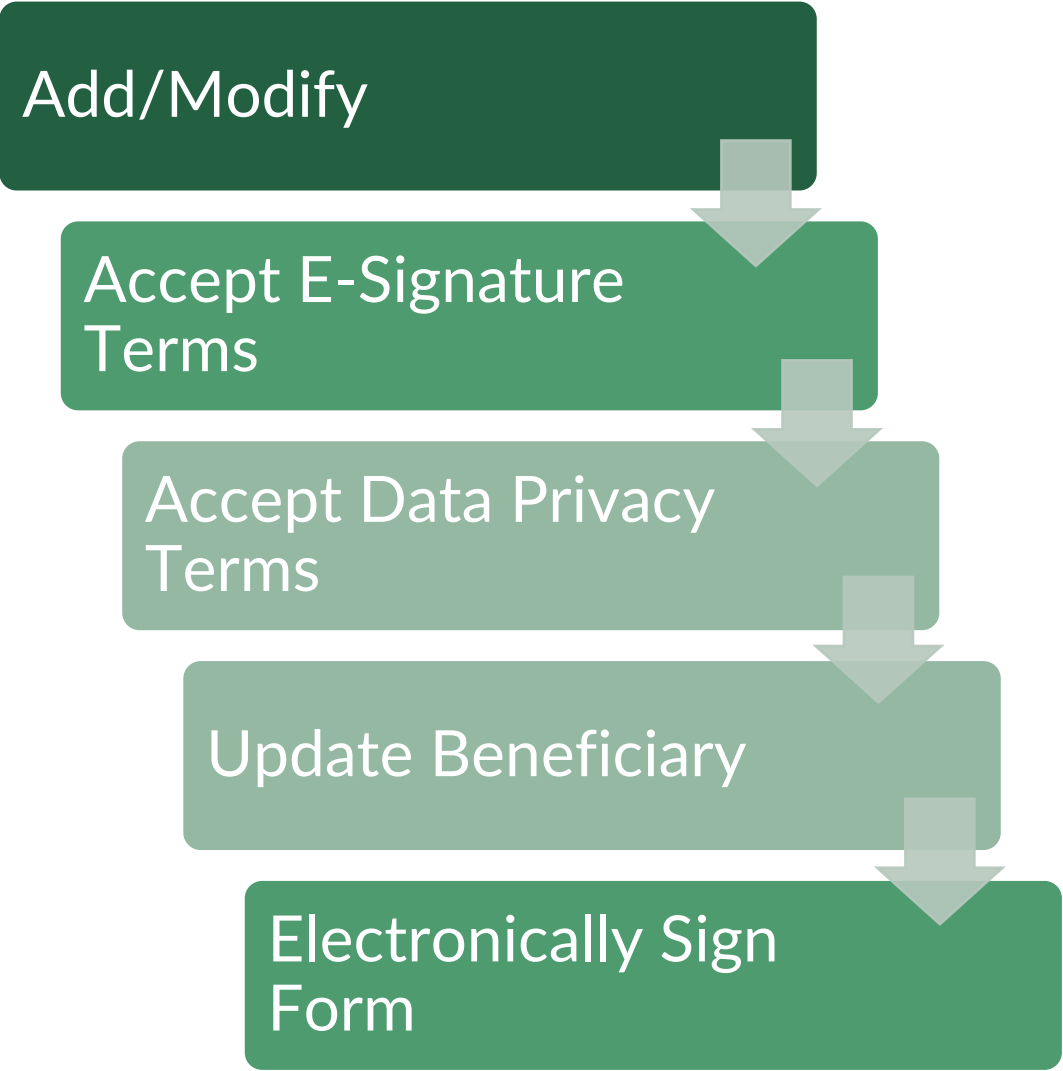 Add/Modify
Accept E-Signature
Terms
Accept Data Privacy
Terms
Update Beneficiary
Electronically Sign
Form